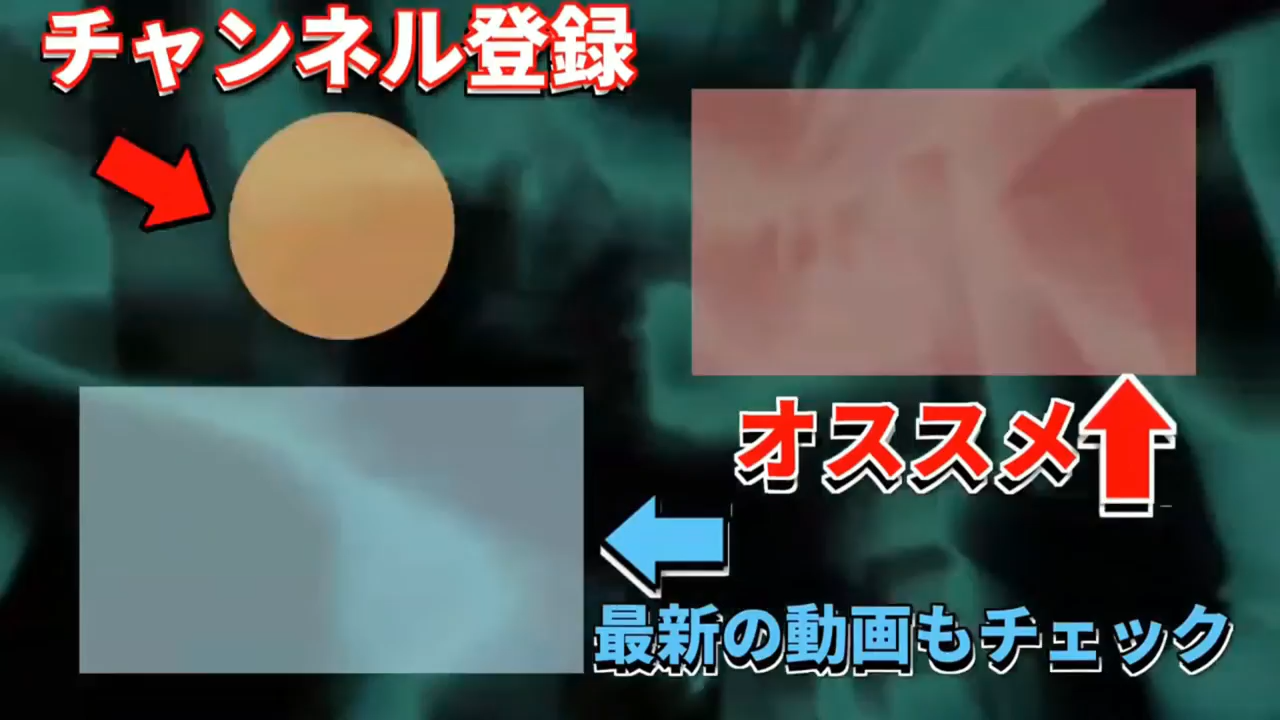 チャンネル登録
オススメ
最新の動画もチェック